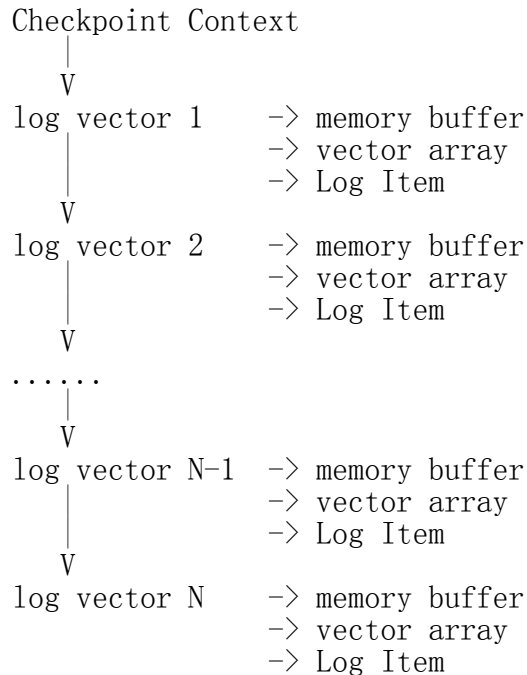 Checkpoint Context
|
V
log vector 1 -> memory buffer
| -> vector array
| -> Log Item
V
log vector 2 -> memory buffer
| -> vector array
| -> Log Item
V
......
|
V
log vector N-1 -> memory buffer
| -> vector array
| -> Log Item
V
log vector N -> memory buffer
-> vector array
-> Log Item